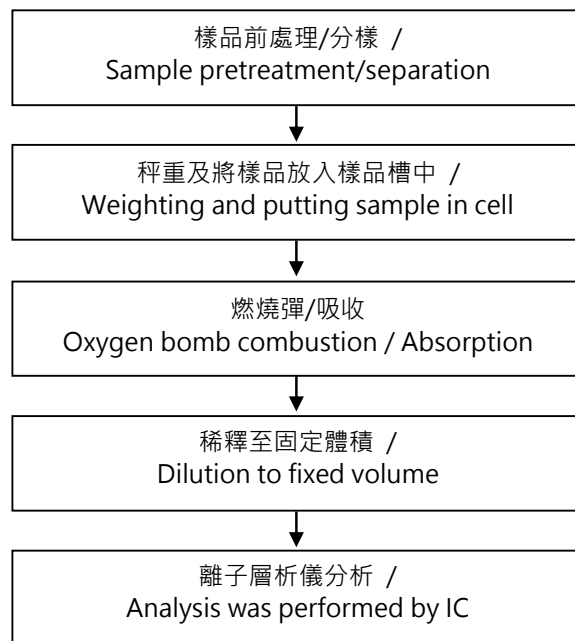 樣品前處理/分樣 /
Sample pretreatment/separation
秤重及將樣品放入樣品槽中 /
Weighting and putting sample in cell
燃燒彈/吸收
Oxygen bomb combustion / Absorption
稀釋至固定體積 /
Dilution to fixed volume
離子層析儀分析 /
Analysis was performed by IC